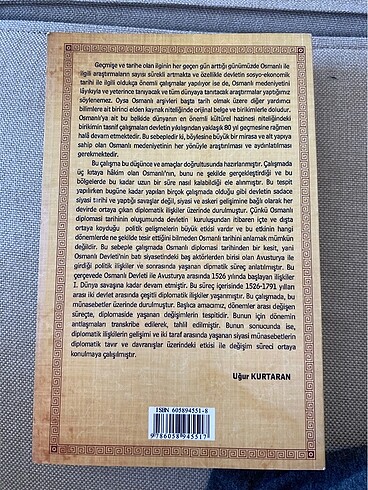 Geçmişe ve tarihe olan ilginin her geçen gün arttığı günümüzde Osmanlı ile
ilgili araştırmaların sayısı sürekli artmakta ve özellikle devletin sosyo-ekonomik
tarihi ile ilgili oldukça önemli çalışmalar yapılıyor ise de, Osmanlı medeniyetini
lâyıkıyla ve yeterince tanıyacak ve tüm dünyaya tanıtacak araştırmalar yaptığımız
söylenemez. Oysa Osmanlı arşivleri başta tarih olmak üzere diğer yardımcı
bilimlere ait birinci elden kaynak niteliğinde orijinal belge ve birikimlerle doludur.
Osmanlı'ya ait bu belkide dünyanın en önemli kültürel hazinesi niteliğindeki
birikimin tasnif çalışmaları devletin yıkılışından yaklaşık 80 yıl geçmesine rağmen
halâ devam etmektedir. Bu sebepledir ki, böylesine büyük bir mirasa ve alt yapıya
sahip olan Osmanlı medeniyetinin her yönüyle araştırılması ve aydınlatılması
gerekmektedir.
Bu çalışma bu düşünce ve amaçlar doğrultusunda hazırlanmıştır. Çalışmada
üç kıtaya hâkim olan Osmanlı'nın, bunu ne şekilde gerçekleştirdiği ve bu
bölgelerde bu kadar uzun bir süre nasıl kalabildiği ele alınmıştır. Bu tespit
yapılırken bugüne kadar yapılan birçok çalışmada olduğu gibi devletin sadece
siyasi tarihi ve yaptığı savaşlar değil, siyasi ve askeri gelişimine bağlı olarak her
devirde ortaya çıkan diplomatik ilişkiler üzerinde durulmuştur. Çünkü Osmanlı
diplomasi tarihinin oluşumunda devletin kuruluşundan itibaren içte ve dışta
ortaya koyduğu politik gelişmelerin büyük etkisi vardır ve bu etkinin hangi
dönemlerde ne şekilde tesir ettiğini bilmeden Osmanlı tarihini anlamak mümkün
değildir. Bu sebeple çalışmada Osmanlı diplomasi tarihinden bir kesit, yani
Osmanlı Devleti'nin batı siyasetindeki baş aktörlerden birisi olan Avusturya ile
girdiği politik ilişkiler ve sonrasında yaşanan diplomatik süreç anlatılmıştır. Bu
çerçevede Osmanlı Devleti ile Avusturya arasında 1526 yılında başlayan ilişkiler
I. Dünya savaşına kadar devam etmiştir. Bu süreç içerisinde 1526-1791 yılları
arası iki devlet arasında çeşitli diplomatik ilişkiler yaşanmıştır. Bu çalışmada, bu
münasebetler üzerinde durulmuştur. Başlıca amacımız, dönemler arası değişen
süreçte, diplomaside yaşanan değişimlerin tespitidir. Bunun için dönemin
antlaşmaları transkribe edilerek, tahlil edilmiştir. Bunun sonucunda ise,
diplomatik ilişkilerin gelişimi ve iki taraf arasında yaşanan siyasi münasebetlerin
diplomatik tavır ve davranışlar üzerindeki etkisi ile değişim süreci ortaya
konulmaya çalışılmıştır.
Uğur KURTARAN
ISBN 605894551-8
9 786058 945517